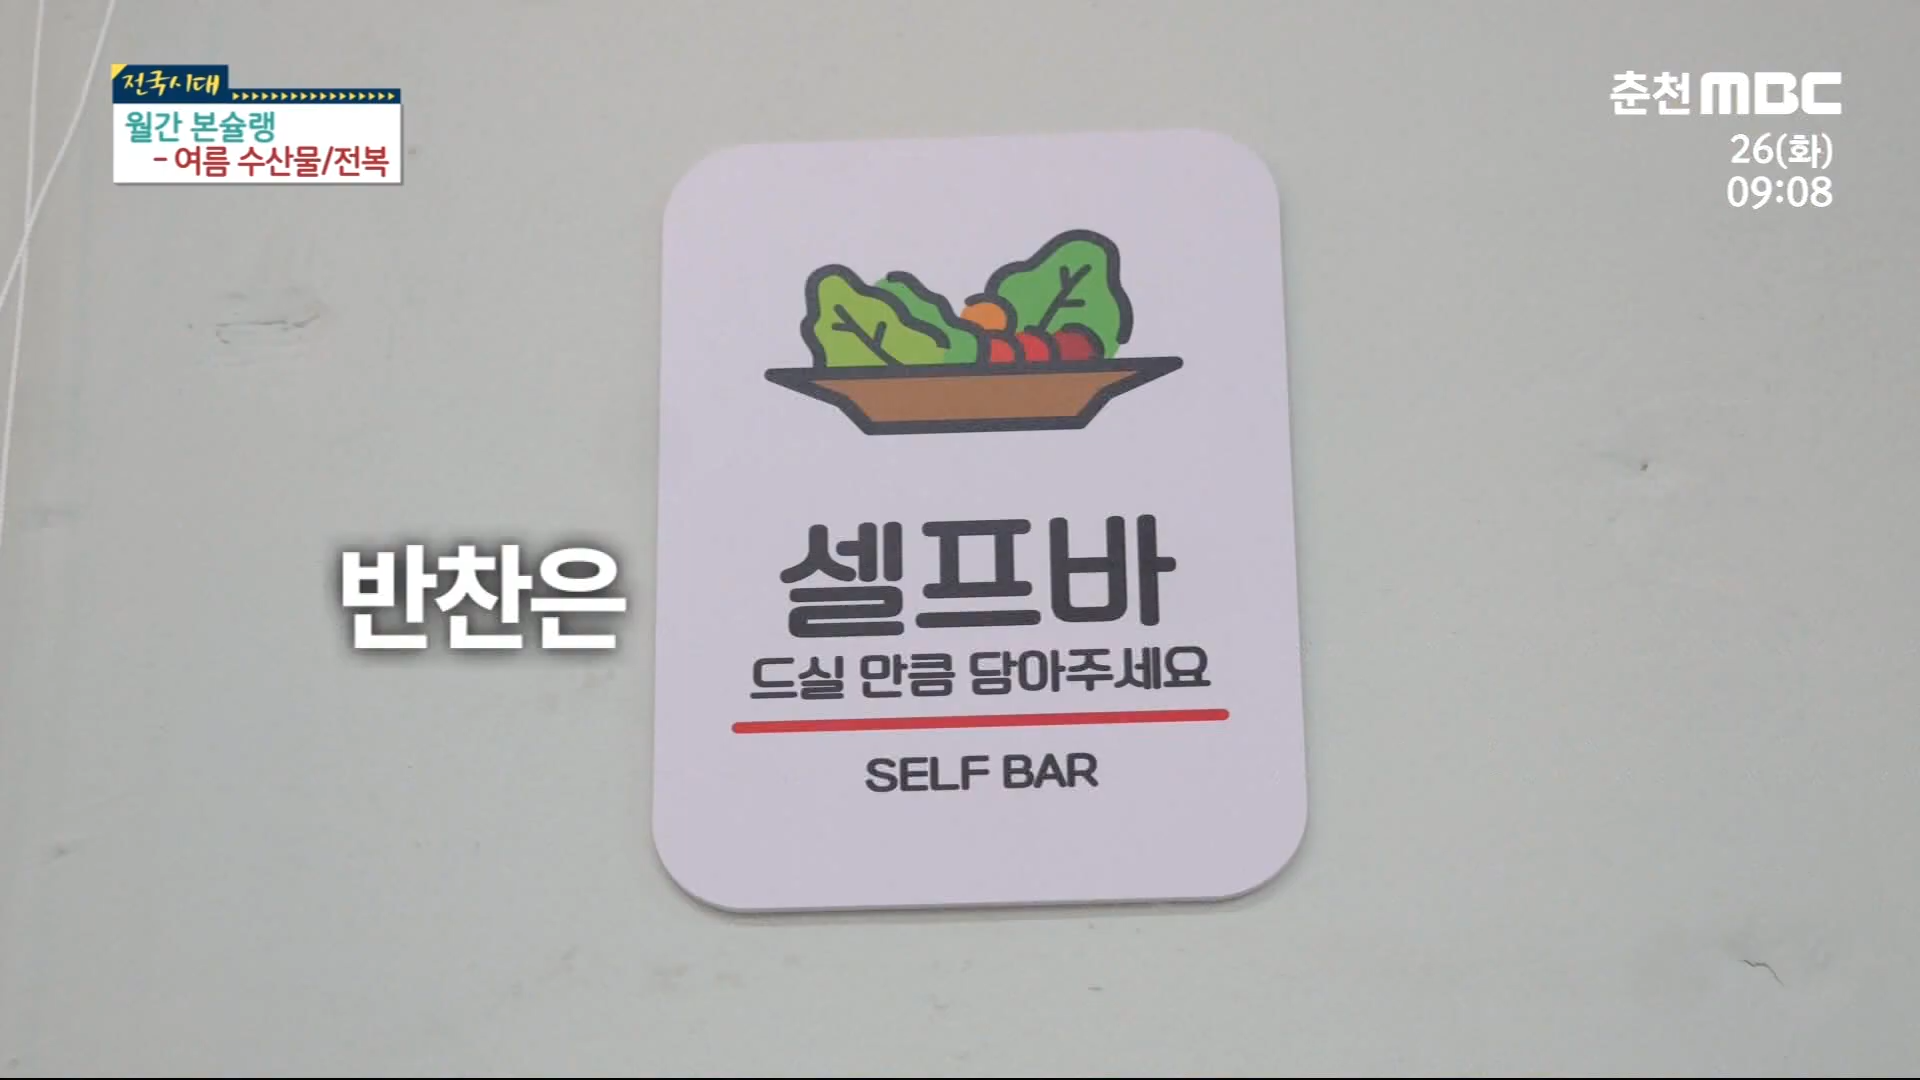 전국시대
월간 본슐랭
- 여름 수산물/전복
춘천MBC
26(화)
09:08
반찬은
셀프바
드실 만큼 담아주세요
SELF BAR